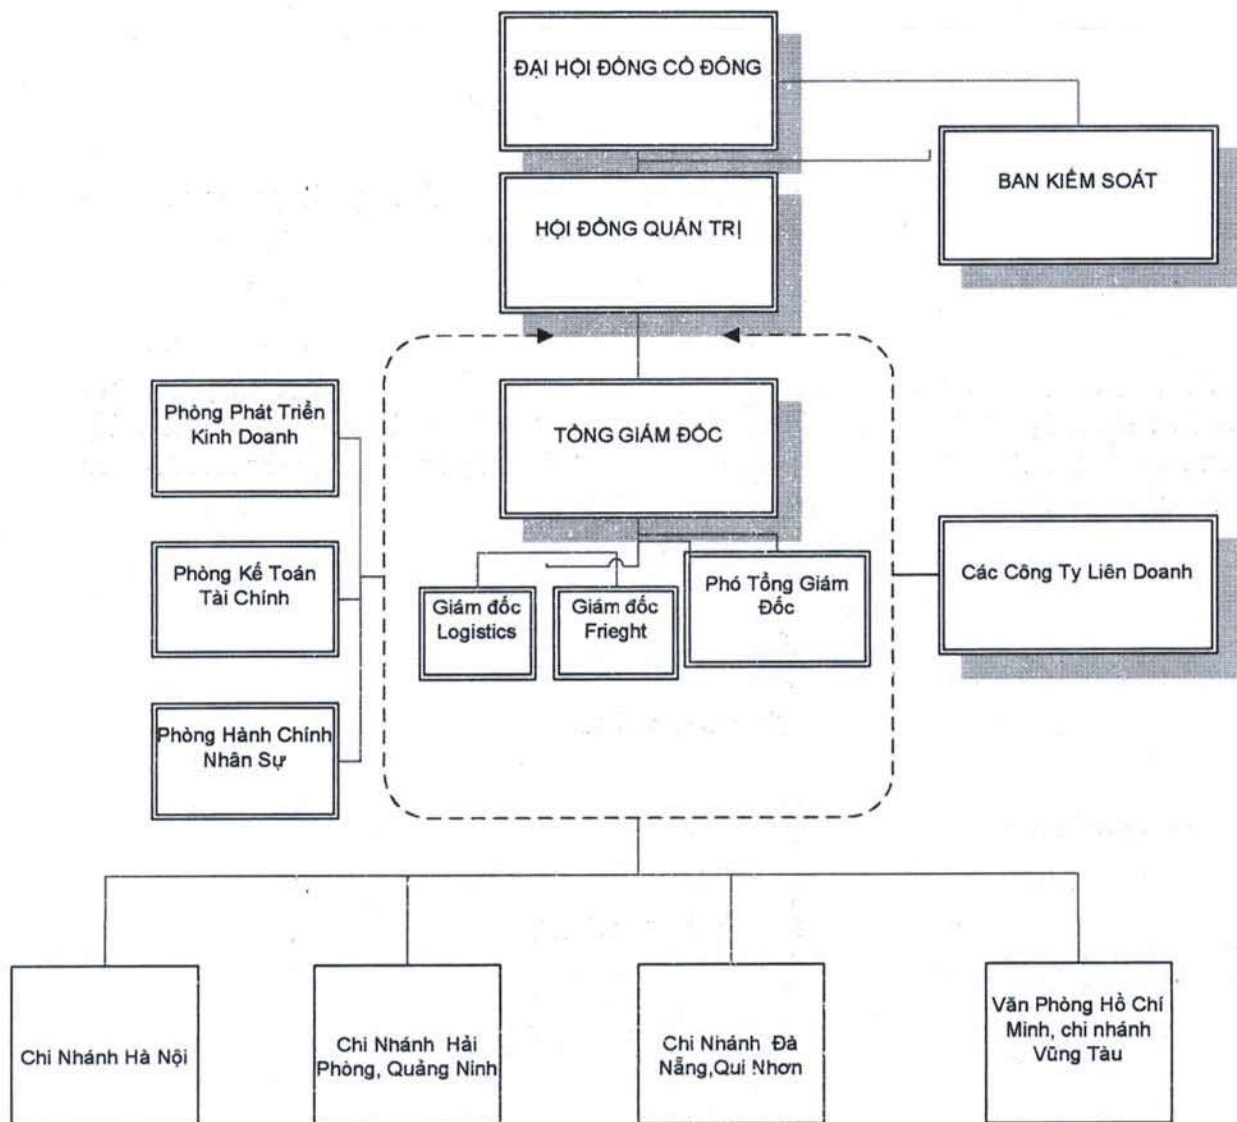 ĐẠI HỘI ĐỒNG CỔ ĐÔNG
BAN KIỂM SOÁT
HỘI ĐỒNG QUẢN TRỊ
Phòng Phát Triển
Kinh Doanh
TỔNG GIÁM ĐỐC
Phòng Kế Toán
Tài Chính
Các Công Ty Liên Doanh
Giám đốc
Logistics
Giám đốc
Frieght
Phó Tổng Giám
Đốc
Phòng Hành Chính
Nhân Sự
Chi Nhánh Hà Nội
Chi Nhánh Hải
Phòng, Quảng Ninh
Chi Nhánh Đà
Nẵng,Qui Nhơn
Văn Phòng Hồ Chí
Minh, chi nhánh
Vũng Tàu